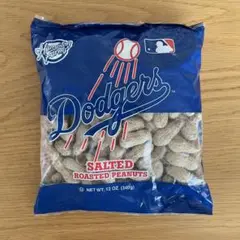 Dodgers
SALTED
ROASTED PEANUTS
NET WT. 12 OZ (340g)